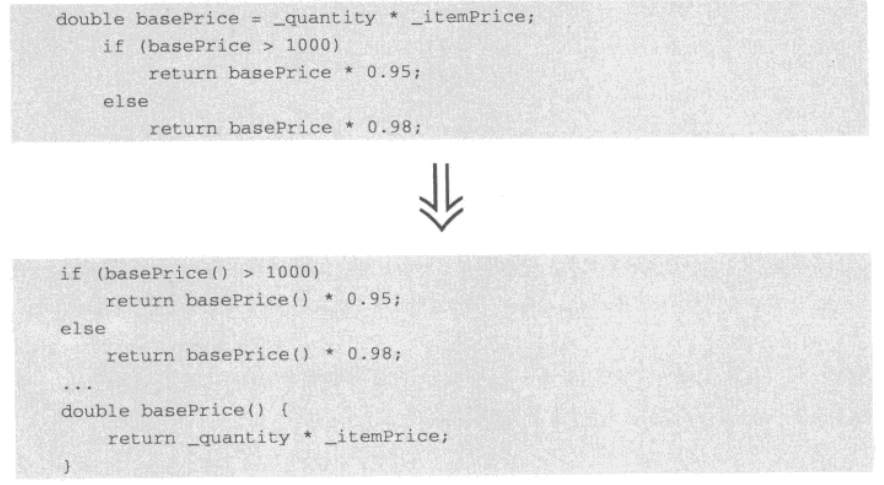 double basePrice = _quantity * _itemPrice;
    if (basePrice > 1000)
        return basePrice * 0.95;
    else
        return basePrice * 0.98;
if (basePrice() > 1000)
    return basePrice() * 0.95;
else
    return basePrice() * 0.98;
...
double basePrice() {
    return _quantity * _itemPrice;
}